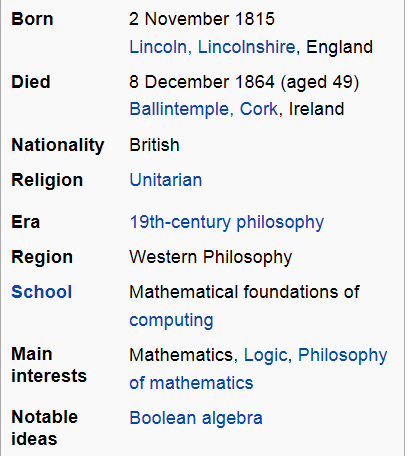 Born 2 November 1815
Lincoln, Lincolnshire, England
Died 8 December 1864 (aged 49)
Ballintemple, Cork, Ireland
Nationality British
Religion Unitarian
Era 19th-century philosophy
Region Western Philosophy
School Mathematical foundations of
computing
Main interests Mathematics, Logic, Philosophy
of mathematics
Notable ideas Boolean algebra